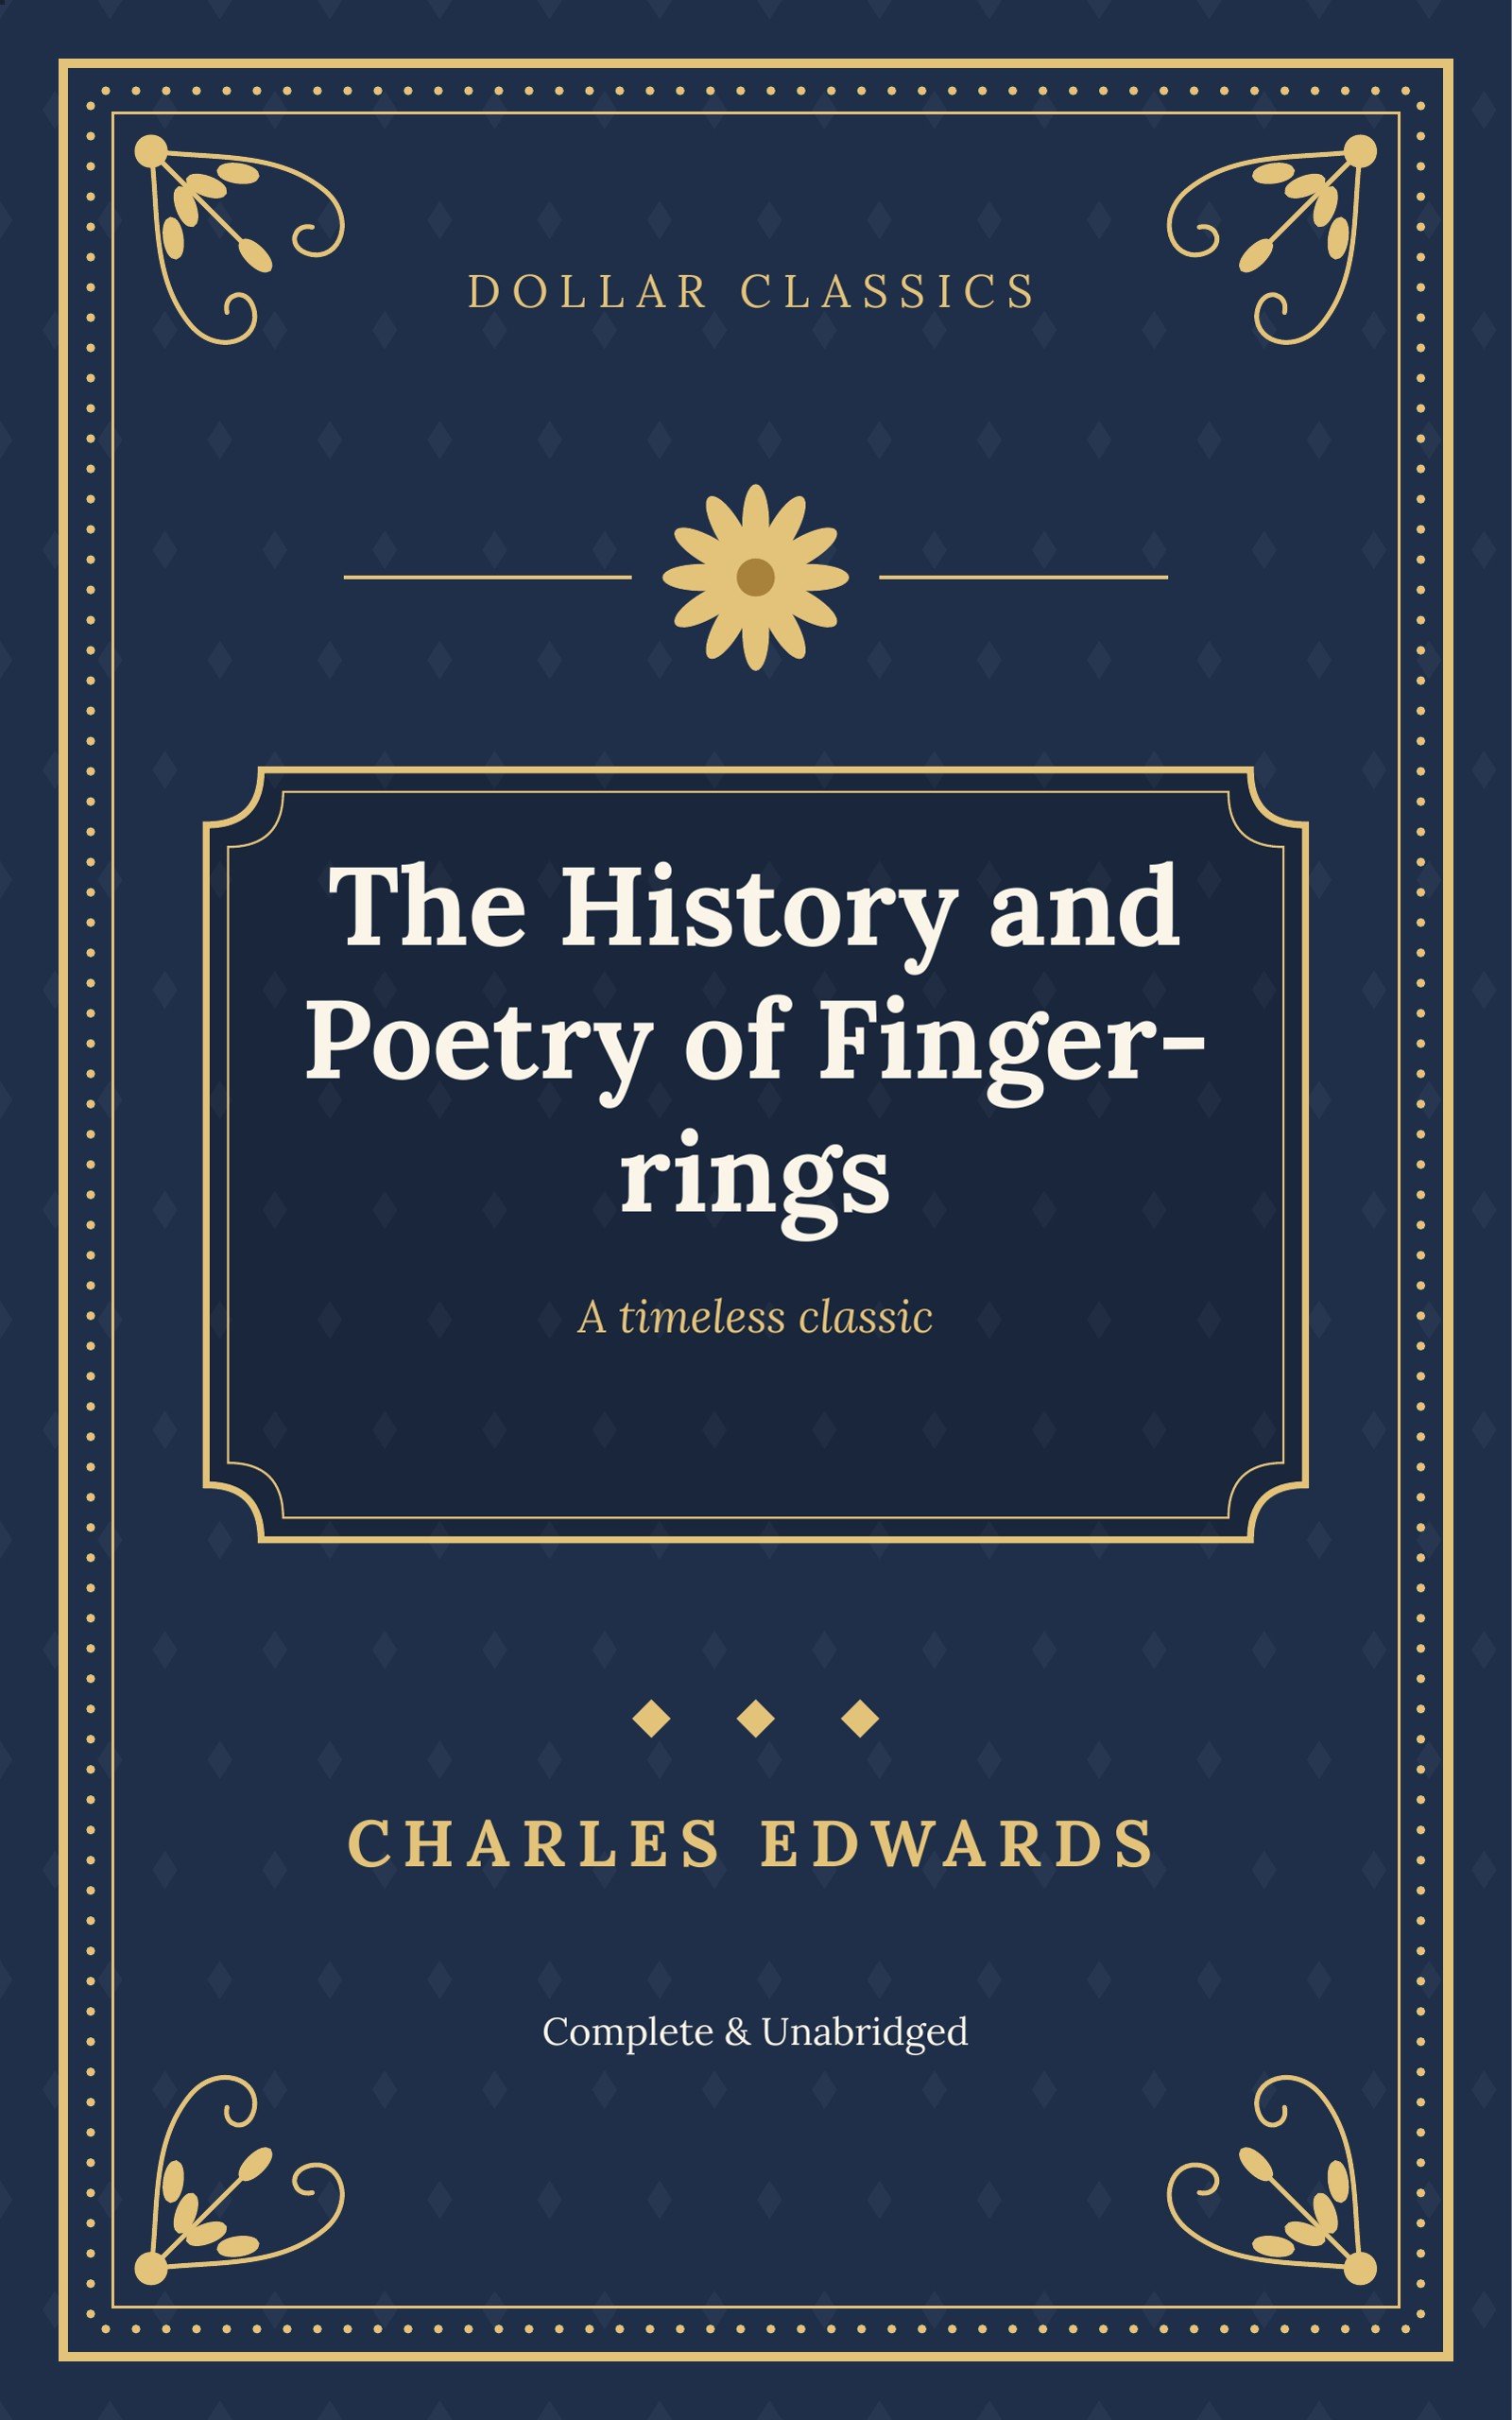 DOLLAR CLASSICS
The History and
Poetry of Finger-
rings
A timeless classic
CHARLES EDWARDS
Complete & Unabridged